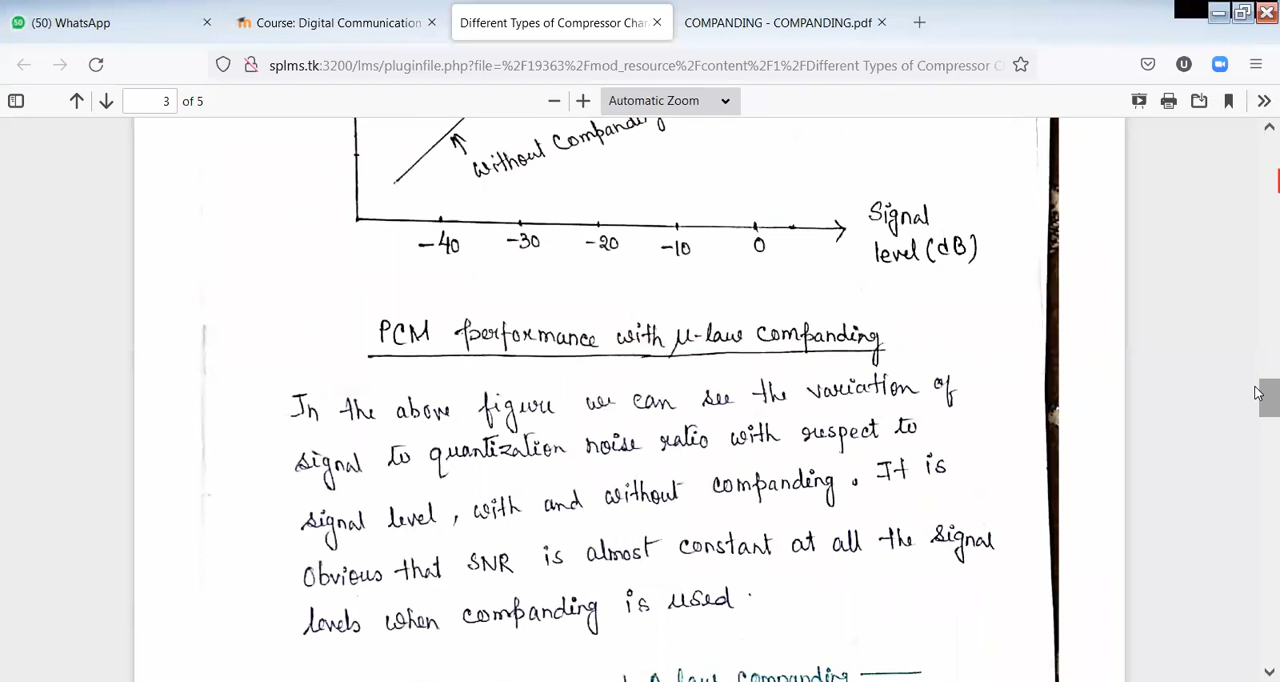 (50) WhatsApp
Course: Digital Communication
Different Types of Compressor Cha
COMPANDING - COMPANDING.pdf
splms.tk:3200/lms/pluginfile.php?file=%2F19363%2Fmod_resource%2Fcontent%2F1%2FDifferent Types of Compressor C
3 of 5
Automatic Zoom
without Companding
Signal
level (dB)
-40 -30 -20 -10 0
PCM performance with μ-law companding
In the above figure we can see the variation of
signal to quantization noise ratio with respect to
signal level, with and without companding. It is
obvious that SNR is almost constant at all the signal
levels when companding is used.
law companding